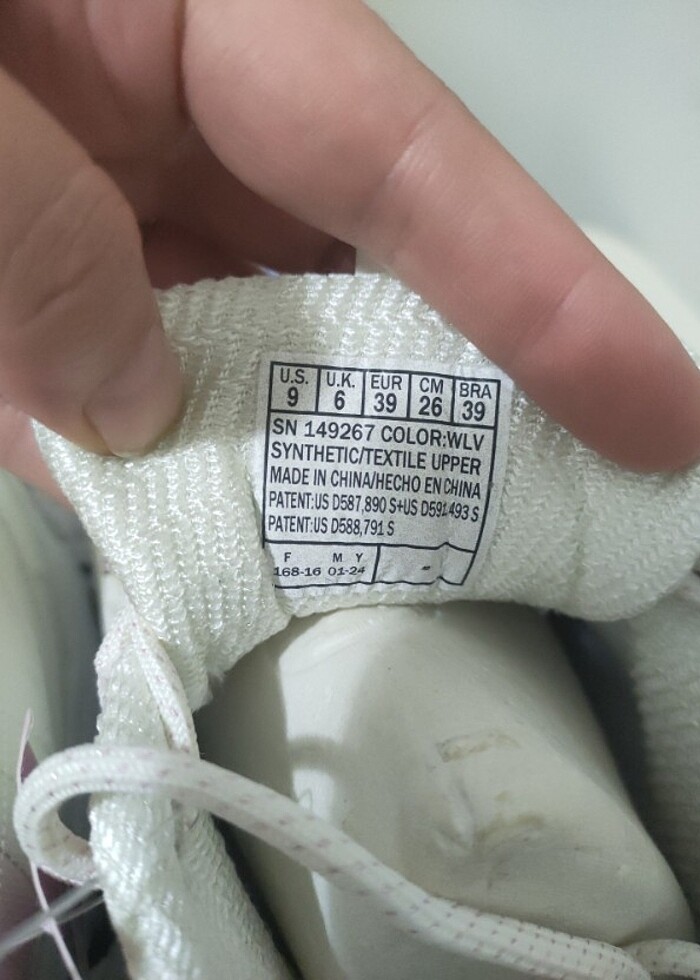 U.S. U.K. EUR CM BRA
9 6 39 26 39
SN 149267 COLOR:WLV
SYNTHETIC/TEXTILE UPPER
MADE IN CHINA/HECHO EN CHINA
PATENT:US D587,890 S+US D591,493 S
PATENT:US D588,791 S
F M Y
168-16 01-24 -